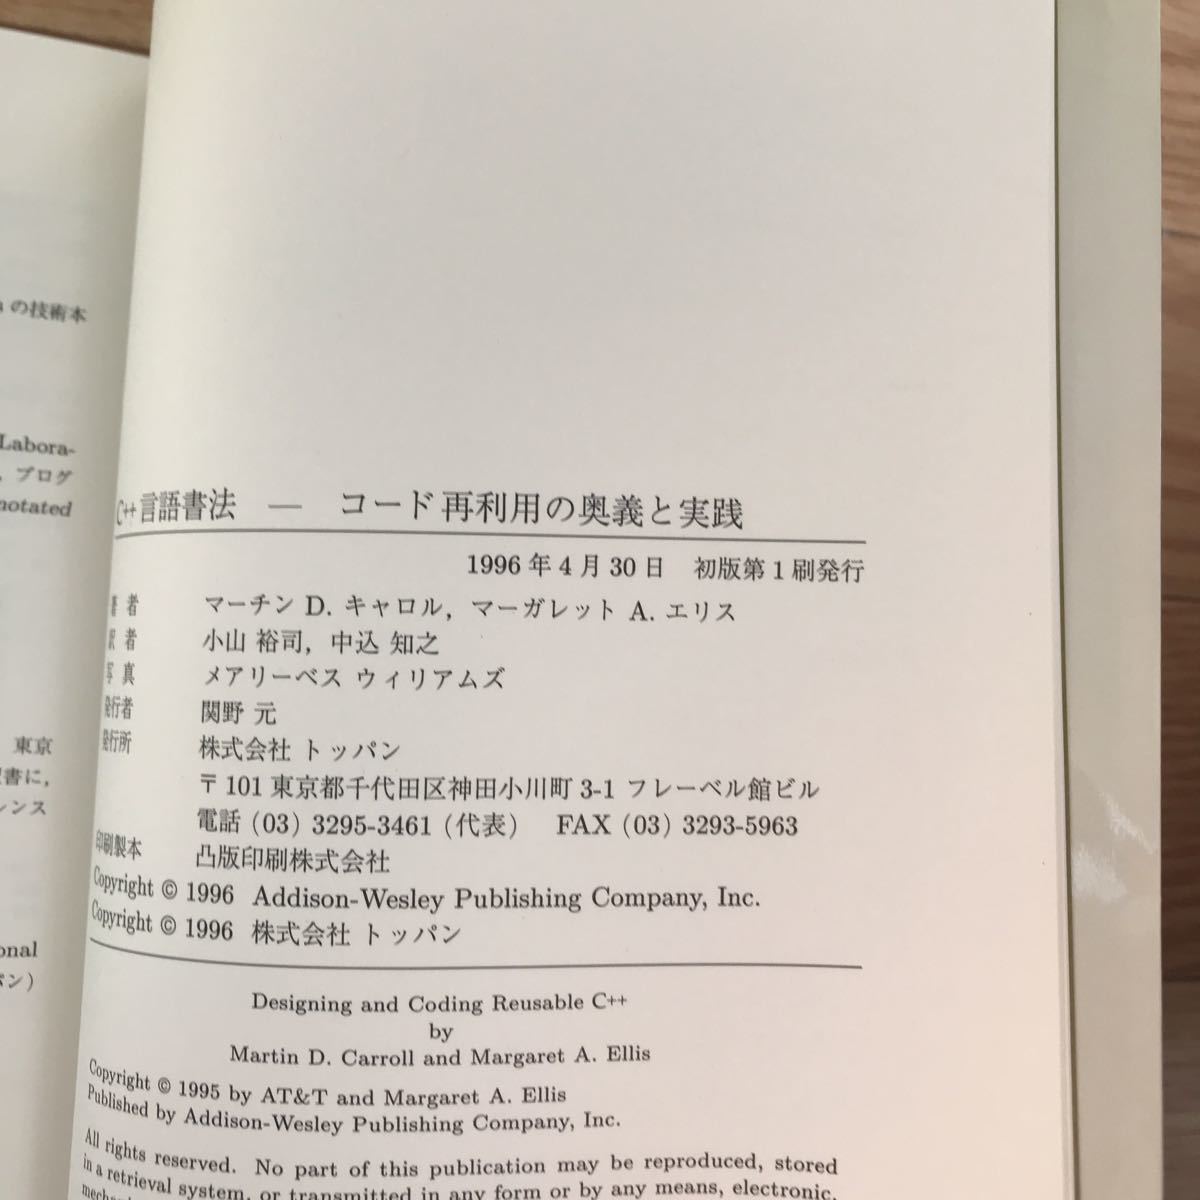 の技術本
Labora-
, プログ
notated
東京
書に,
レンス
onal
パン)
C++言語書法 — コード再利用の奥義と実践
1996年4月30日 初版第1刷発行
著者 マーチン D. キャロル, マーガレット A. エリス
訳者 小山 裕司, 中込 知之
写真 メアリーベス ウィリアムズ
発行者 関野 元
発行所 株式会社 トッパン
〒101 東京都千代田区神田小川町 3-1 フレーベル館ビル
電話 (03) 3295-3461 (代表) FAX (03) 3293-5963
印刷製本 凸版印刷株式会社
Copyright © 1996 Addison-Wesley Publishing Company, Inc.
Copyright © 1996 株式会社 トッパン
Designing and Coding Reusable C++
by
Martin D. Carroll and Margaret A. Ellis
Copyright © 1995 by AT&T and Margaret A. Ellis
Published by Addison-Wesley Publishing Company, Inc.
All rights reserved. No part of this publication may be reproduced, stored
in a retrieval system, or transmitted in any form or by any means, electronic,